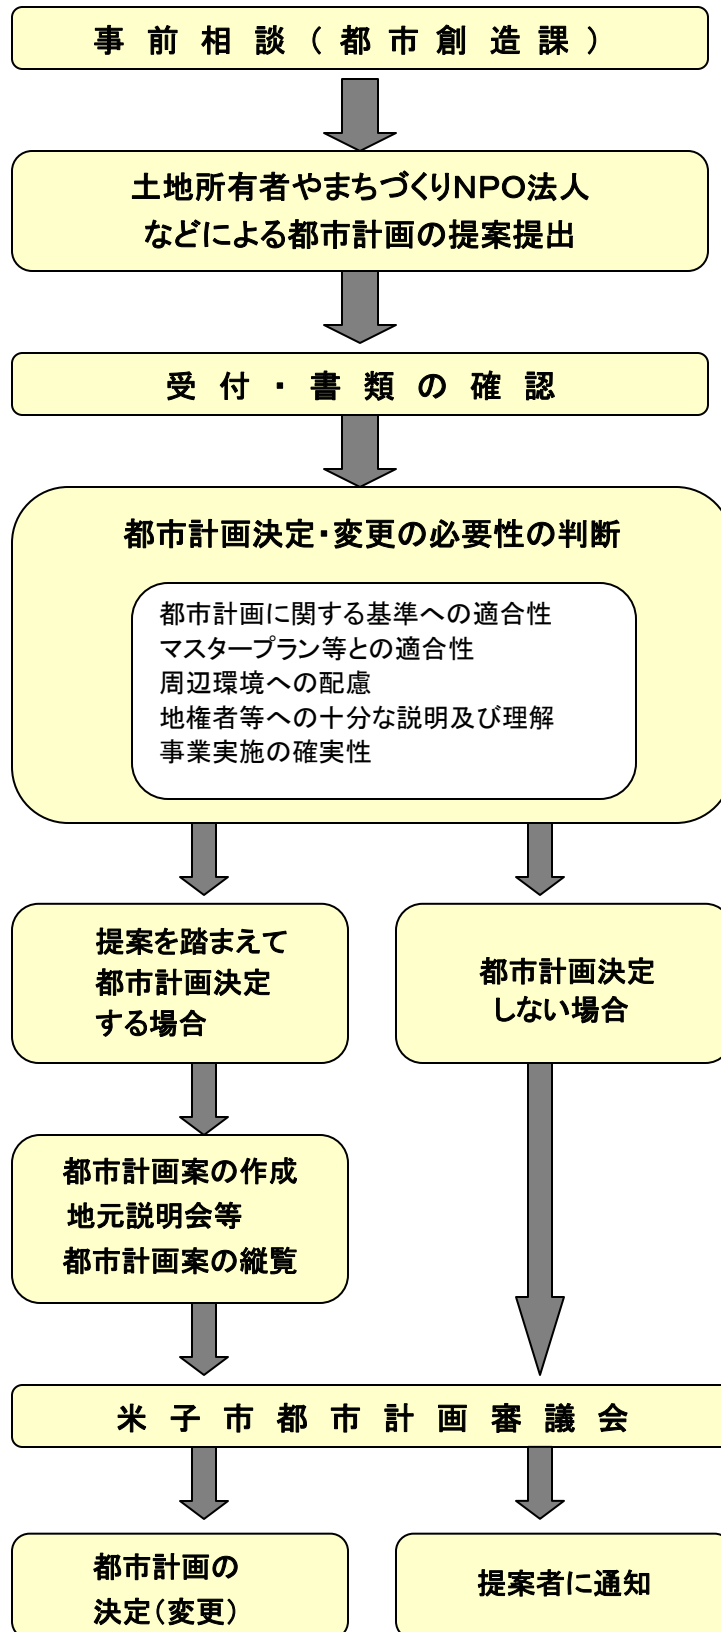 事前相談（都市創造課）
土地所有者やまちづくりNPO法人
などによる都市計画の提案提出
受付・書類の確認
都市計画決定・変更の必要性の判断
都市計画に関する基準への適合性
マスタープラン等との適合性
周辺環境への配慮
地権者等への十分な説明及び理解
事業実施の確実性
提案を踏まえて
都市計画決定
する場合
都市計画決定
しない場合
都市計画案の作成
地元説明会等
都市計画案の縦覧
米子市都市計画審議会
都市計画の
決定（変更）
提案者に通知